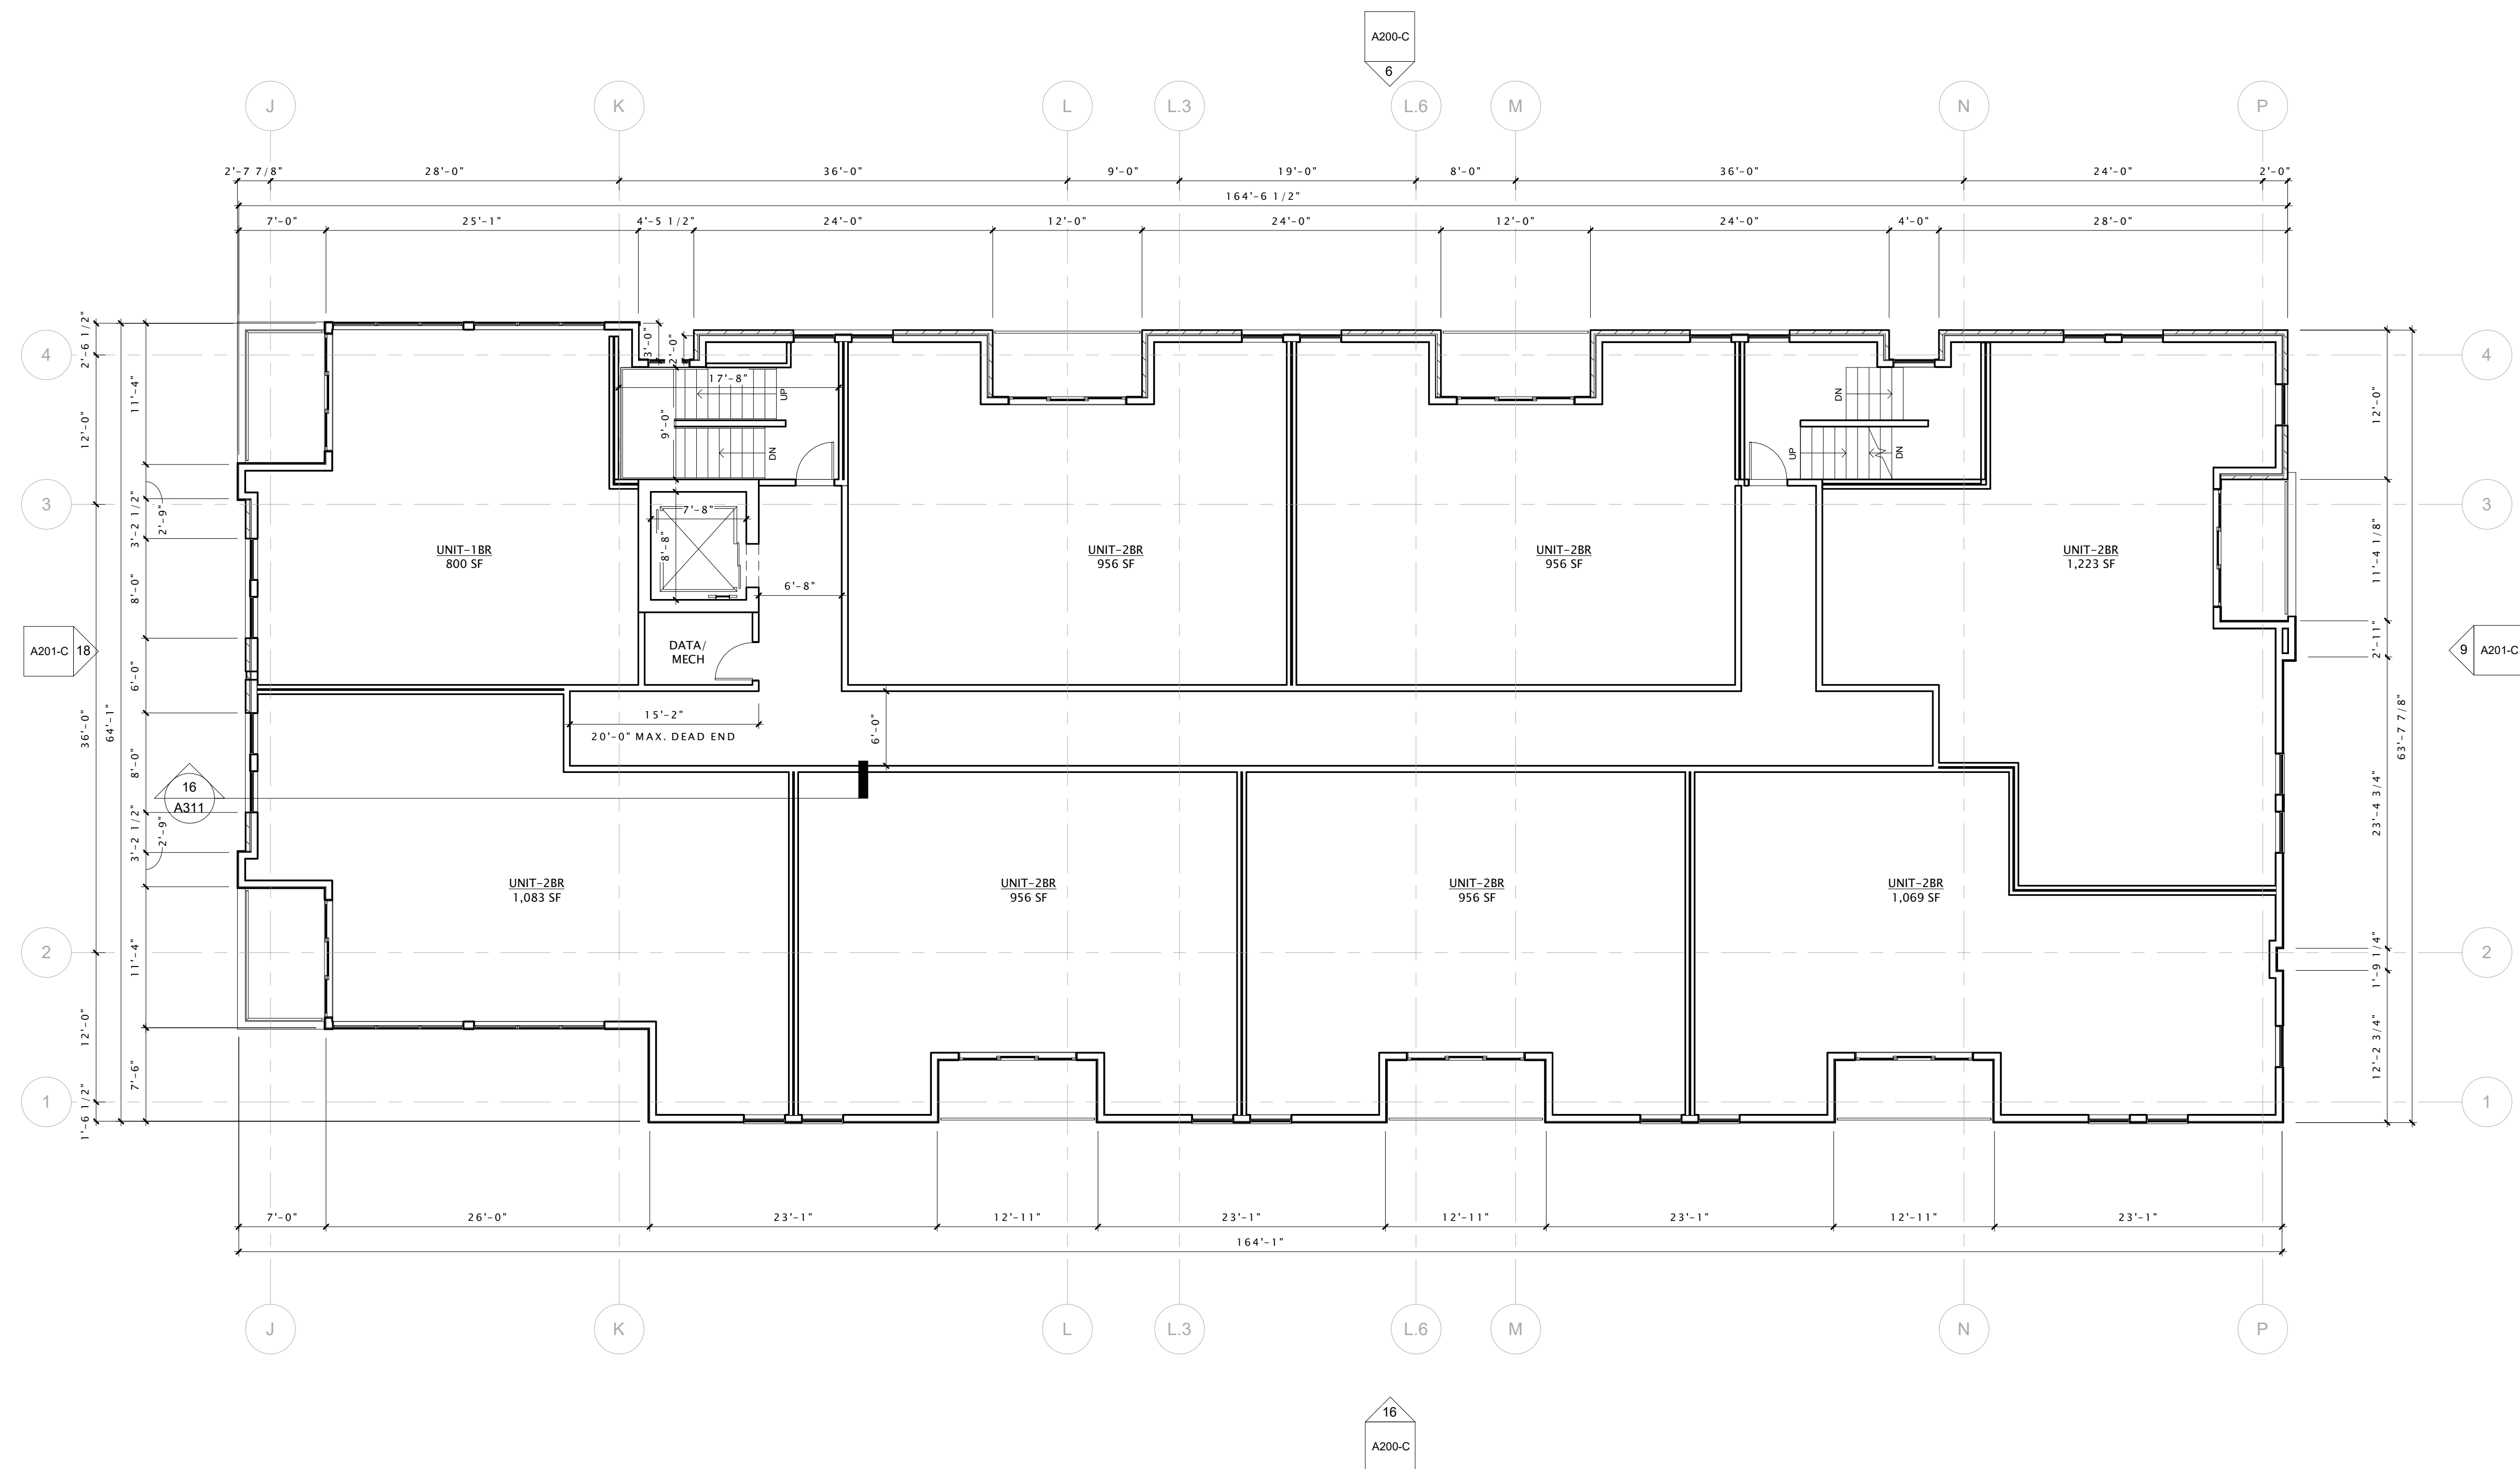 A200-C
6
J K L L.3 L.6 M N P
2'-7 7/8" 28'-0" 36'-0" 9'-0" 19'-0" 8'-0" 36'-0" 24'-0" 2'-0"
164'-6 1/2"
7'-0" 25'-1" 4'-5 1/2" 24'-0" 12'-0" 24'-0" 12'-0" 24'-0" 4'-0" 28'-0"
4
3
2
1
2'-6 1/2"
12'-0"
36'-0"
12'-0"
1'-6 1/2"
64'-1"
11'-4"
3'-2 1/2"
2'-9"
8'-0"
6'-0"
8'-0"
3'-2 1/2"
2'-9"
11'-4"
7'-6"
A201-C 18
16
A311
3'-0"
2'-0"
17'-8"
UP
9'-0"
DN
7'-8"
8'-8"
6'-8"
DN
UP
DN
UNIT-1BR
800 SF
UNIT-2BR
956 SF
UNIT-2BR
956 SF
UNIT-2BR
1,223 SF
DATA/
MECH
15'-2"
20'-0" MAX. DEAD END
6'-0"
UNIT-2BR
1,083 SF
UNIT-2BR
956 SF
UNIT-2BR
956 SF
UNIT-2BR
1,069 SF
12'-0"
11'-4 1/8"
2'-11"
23'-4 3/4"
1'-9 1/4"
12'-2 3/4"
63'-7 7/8"
4
3
9 A201-C
2
1
7'-0" 26'-0" 23'-1" 12'-11" 23'-1" 12'-11" 23'-1" 12'-11" 23'-1"
164'-1"
J K L L.3 L.6 M N P
16
A200-C